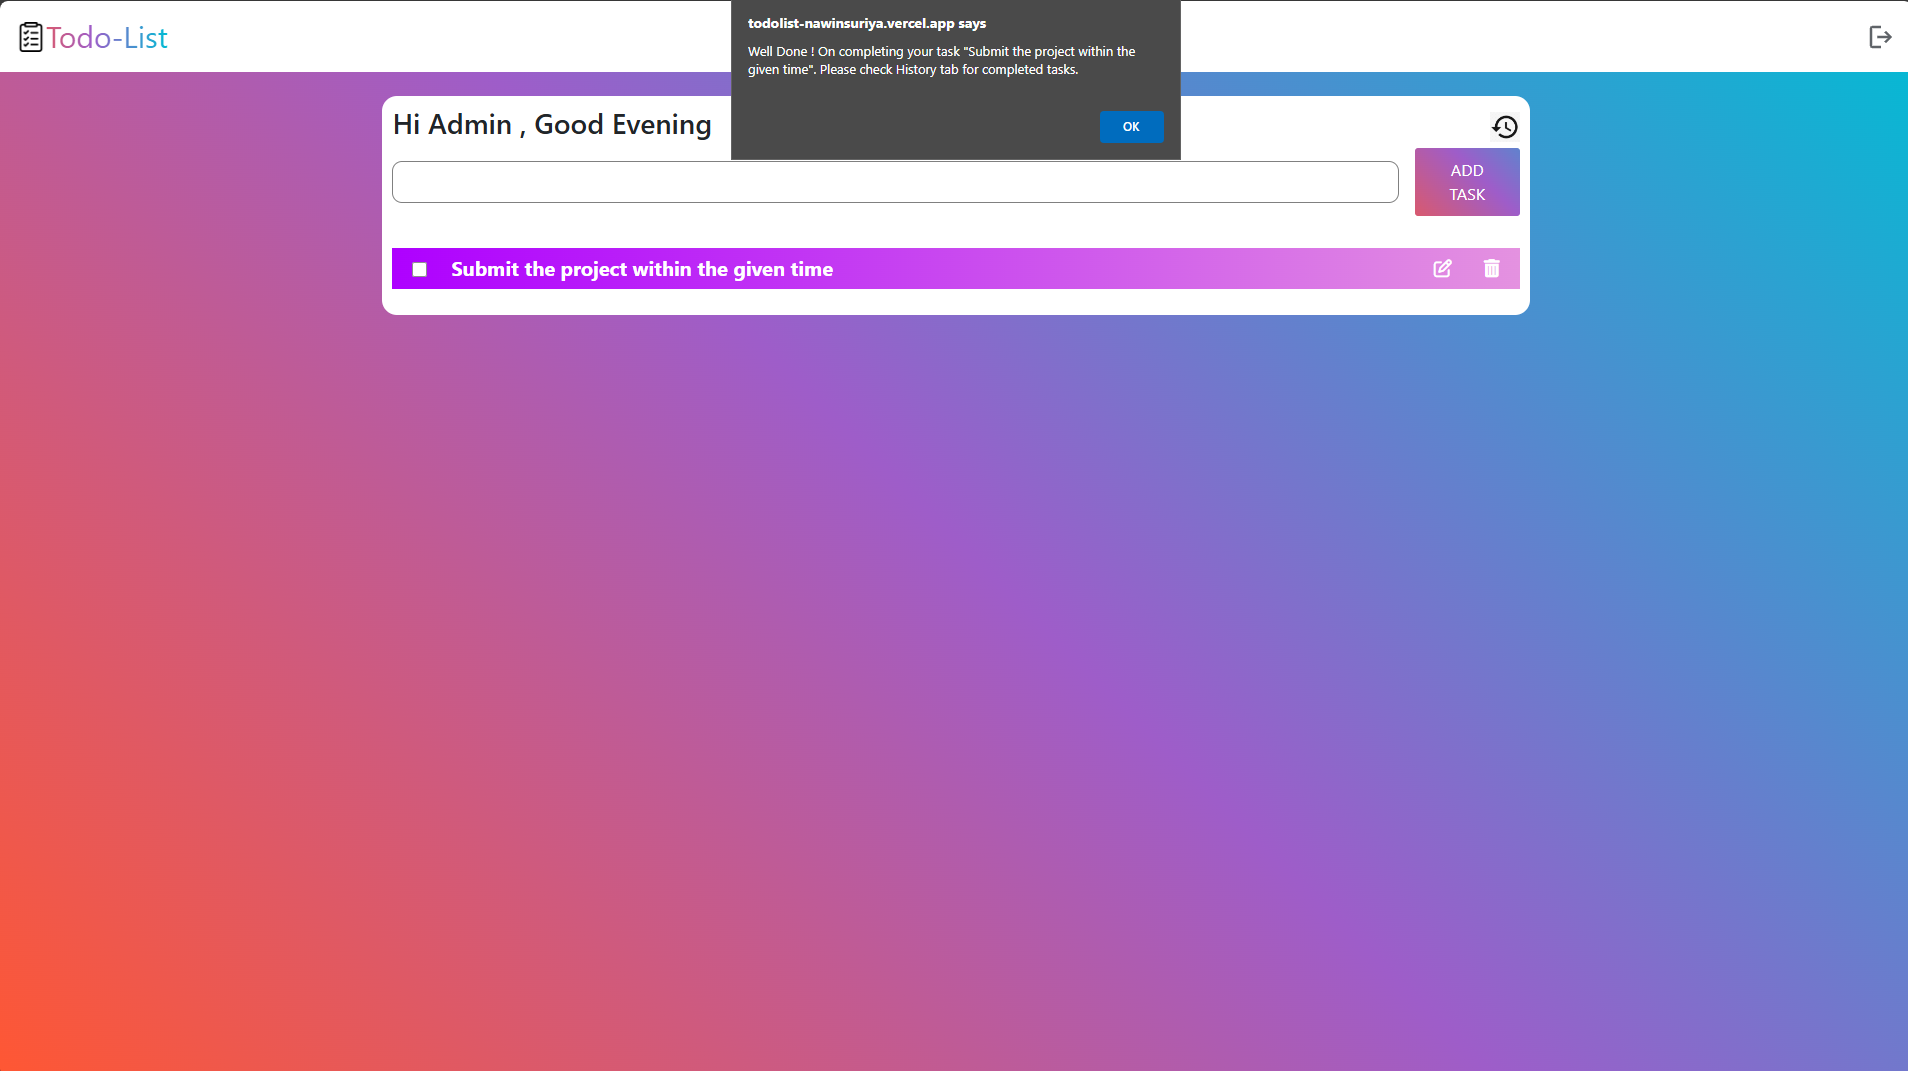 Todo-List
todolist-nawinsuriya.vercel.app says
Well Done ! On completing your task "Submit the project within the
given time". Please check History tab for completed tasks.
OK
Hi Admin , Good Evening
ADD
TASK
Submit the project within the given time